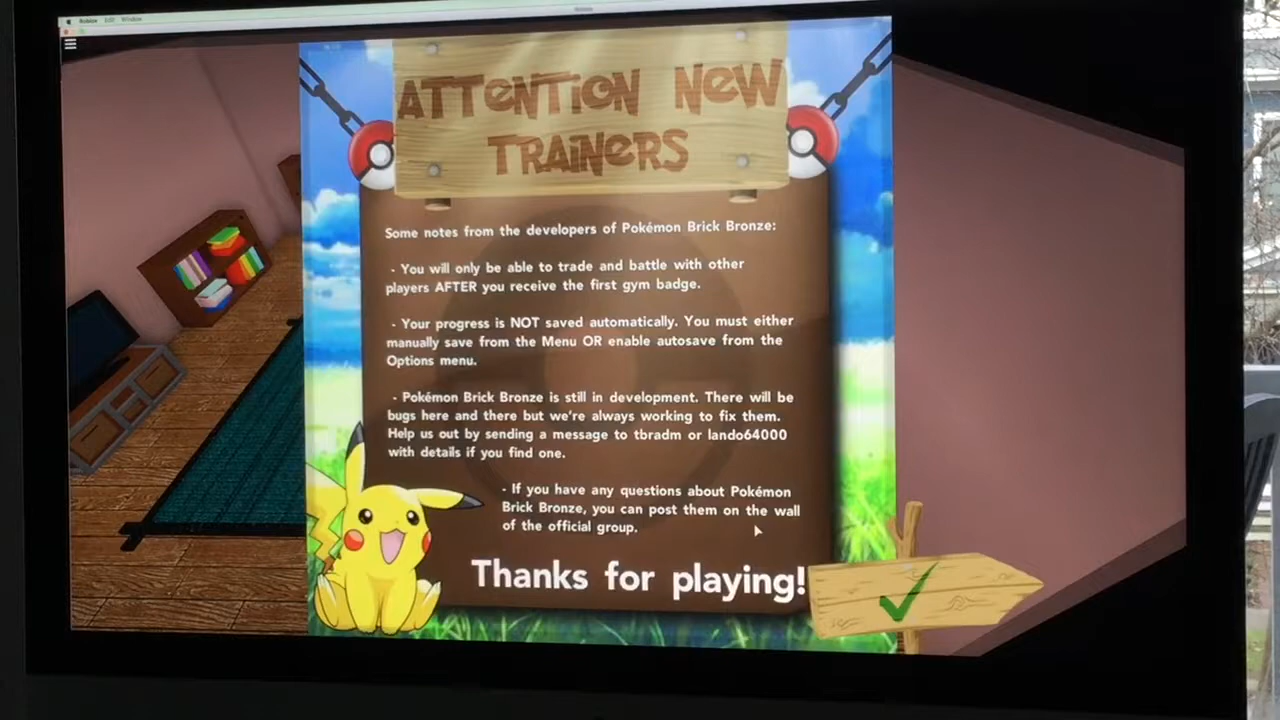 Roblox Edit Window
ATTENTION NEW
TRAINERS
Some notes from the developers of Pokémon Brick Bronze:
- You will only be able to trade and battle with other
players AFTER you receive the first gym badge.
- Your progress is NOT saved automatically. You must either
manually save from the Menu OR enable autosave from the
Options menu.
- Pokémon Brick Bronze is still in development. There will be
bugs here and there but we're always working to fix them.
Help us out by sending a message to tbradm or lando64000
with details if you find one.
- If you have any questions about Pokémon
Brick Bronze, you can post them on the wall
of the official group.
Thanks for playing!